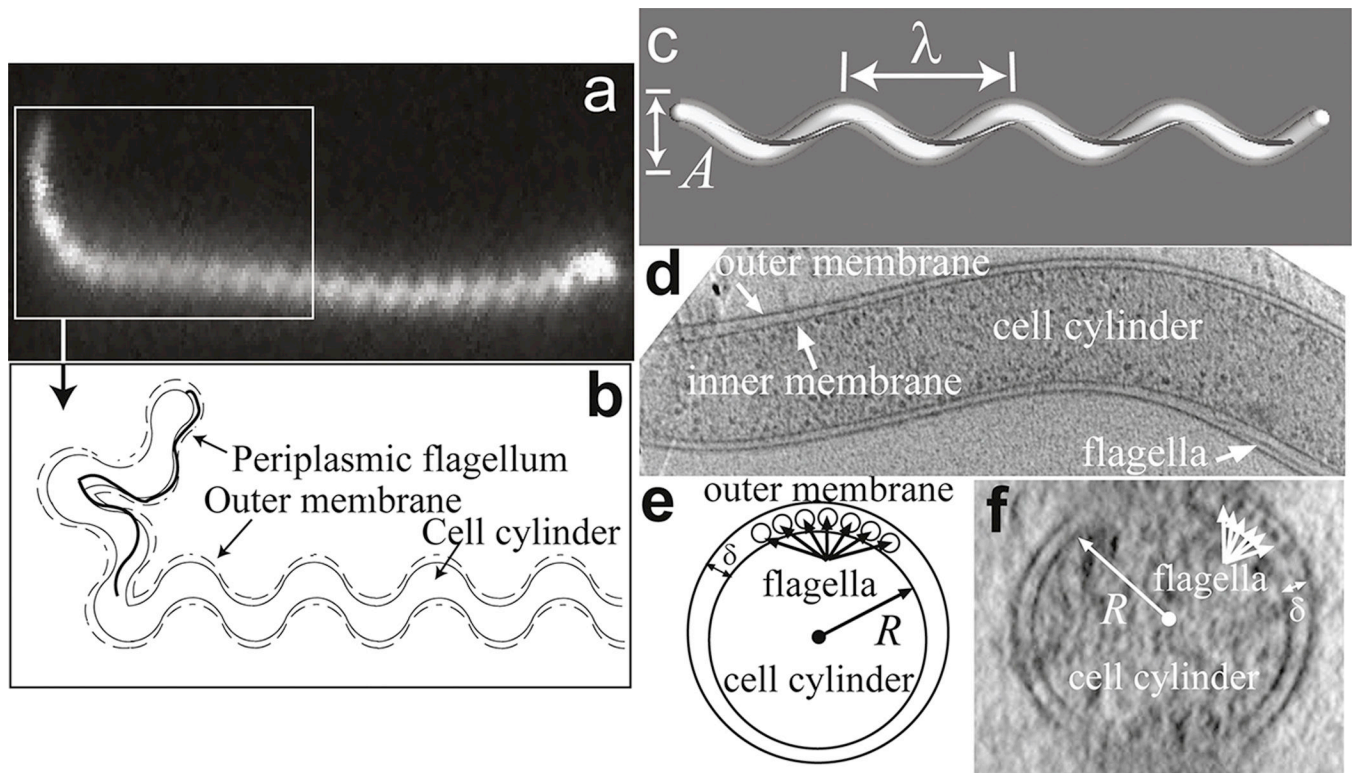 a
b
Periplasmic flagellum
Outer membrane
Cell cylinder
c
λ
A
d
outer membrane
cell cylinder
inner membrane
flagella
e
outer membrane
δ
flagella
R
cell cylinder
f
flagella
R
δ
cell cylinder